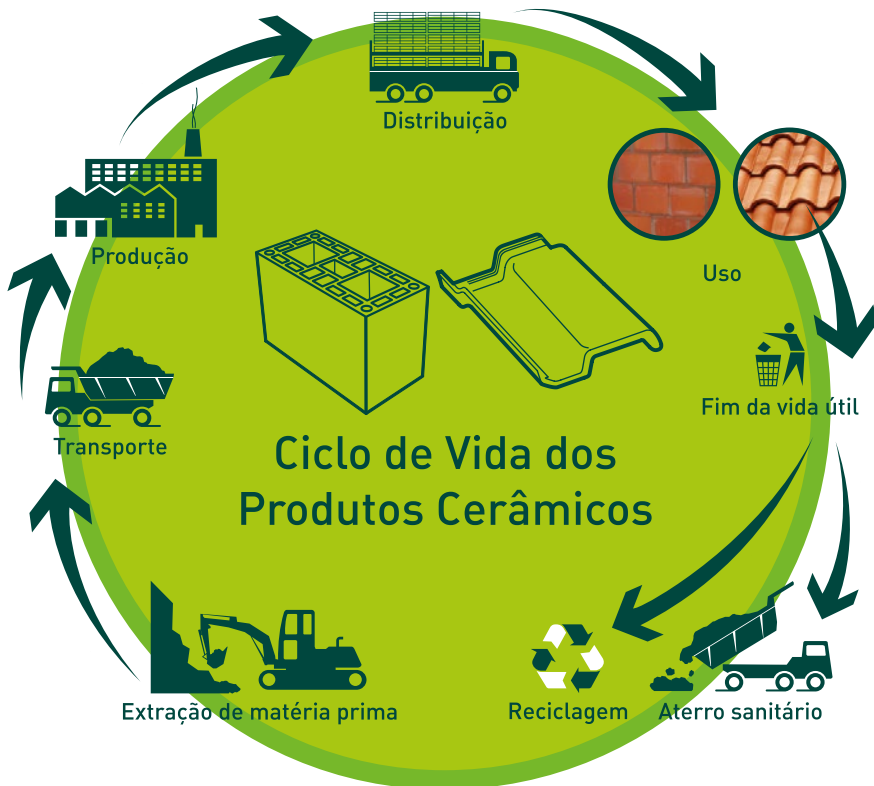 Distribuição
Produção
Uso
Transporte
Fim da vida útil
Ciclo de Vida dos
Produtos Cerâmicos
Extração de matéria prima
Reciclagem
Aterro sanitário